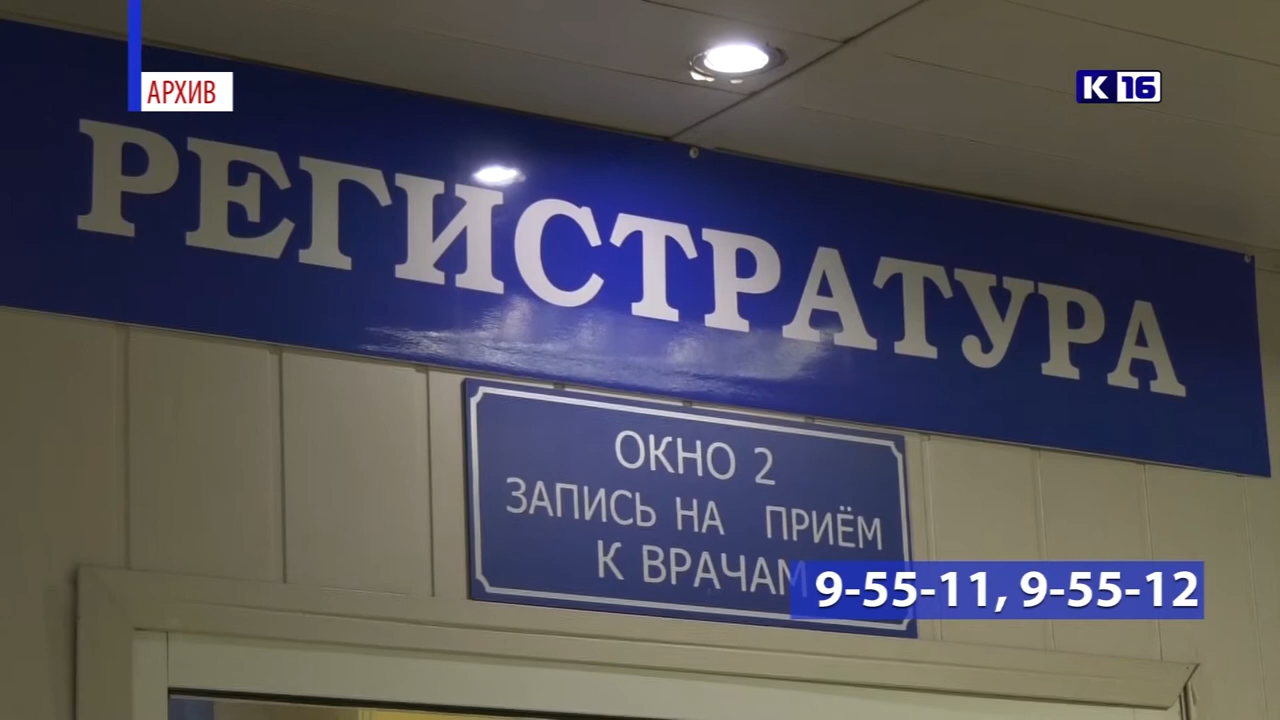 АРХИВ
К 16
РЕГИСТРАТУРА
ОКНО 2
ЗАПИСЬ НА ПРИЁМ
К ВРАЧАМ
9-55-11, 9-55-12